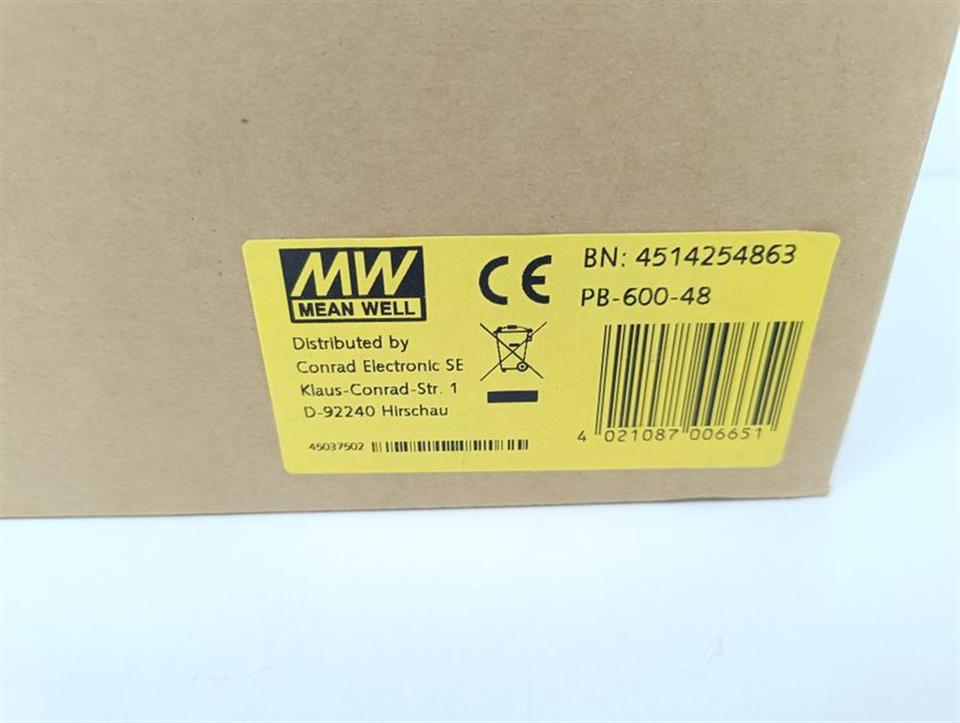 MW
MEAN WELL
Distributed by
Conrad Electronic SE
Klaus-Conrad-Str. 1
D-92240 Hirschau
45037502
CE
BN: 4514254863
PB-600-48
4 021087 006651